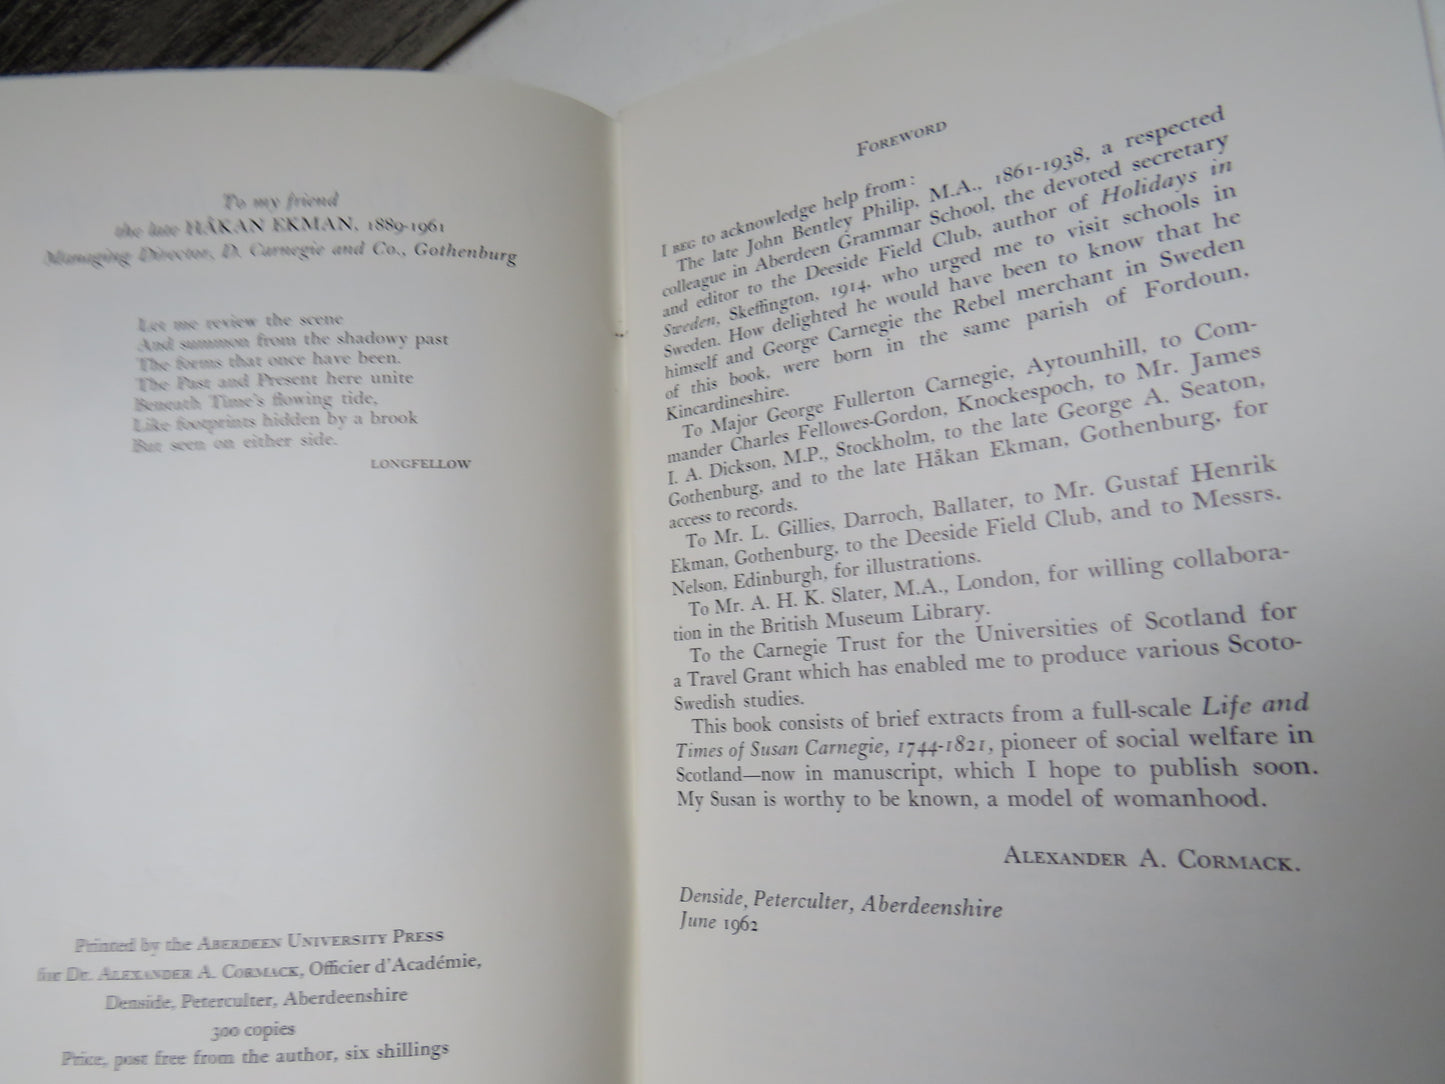 To my friend
the late HÅKAN EKMAN, 1889-1961
Managing Director, D. Carnegie and Co., Gothenburg
Let me review the scene
And summon from the shadowy past
The forms that once have been.
The Past and Present here unite
Beneath Time's flowing tide,
Like footprints hidden by a brook
But seen on either side.
LONGFELLOW
Printed by the ABERDEEN UNIVERSITY PRESS
for Dr. ALEXANDER A. CORMACK, Officier d'Académie,
Denside, Peterculter, Aberdeenshire
300 copies
Price, post free from the author, six shillings
FOREWORD
I BEG to acknowledge help from:
The late John Bentley Philip, M.A., 1861-1938, a respected
colleague in Aberdeen Grammar School, the devoted secretary
and editor to the Deeside Field Club, author of Holidays in
Sweden, Skeffington, 1914, who urged me to visit schools in
Sweden. How delighted he would have been to know that he
himself and George Carnegie the Rebel merchant in Sweden
of this book, were born in the same parish of Fordoun,
Kincardineshire.
To Major George Fullerton Carnegie, Aytounhill, to Com-
mander Charles Fellowes-Gordon, Knockespoch, to Mr. James
I. A. Dickson, M.P., Stockholm, to the late George A. Seaton,
Gothenburg, and to the late Håkan Ekman, Gothenburg, for
access to records.
To Mr. L. Gillies, Darroch, Ballater, to Mr. Gustaf Henrik
Ekman, Gothenburg, to the Deeside Field Club, and to Messrs.
Nelson, Edinburgh, for illustrations.
To Mr. A. H. K. Slater, M.A., London, for willing collabora-
tion in the British Museum Library.
To the Carnegie Trust for the Universities of Scotland for
a Travel Grant which has enabled me to produce various Scoto-
Swedish studies.
This book consists of brief extracts from a full-scale Life and
Times of Susan Carnegie, 1744-1821, pioneer of social welfare in
Scotland—now in manuscript, which I hope to publish soon.
My Susan is worthy to be known, a model of womanhood.
ALEXANDER A. CORMACK.
Denside, Peterculter, Aberdeenshire
June 1962